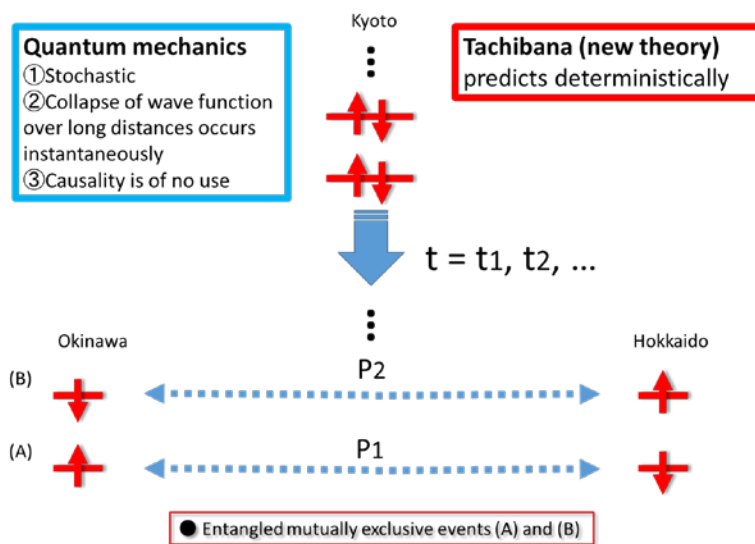 Kyoto
Quantum mechanics
①Stochastic
②Collapse of wave function
over long distances occurs
instantaneously
③Causality is of no use
Tachibana (new theory)
predicts deterministically
t = t1, t2, ...
Okinawa
Hokkaido
(B)
P2
(A)
P1
● Entangled mutually exclusive events (A) and (B)